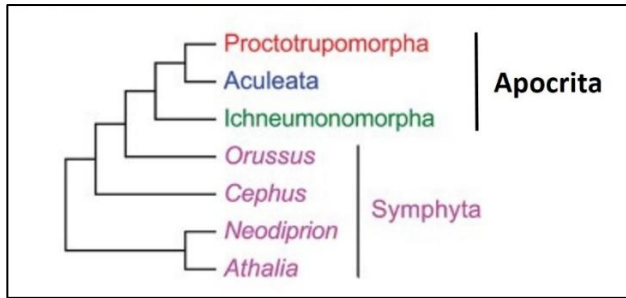 Proctotrupomorpha
Aculeata
Ichneumonomorpha
Apocrita
Orussus
Cephus
Neodiprion
Athalia
Symphyta